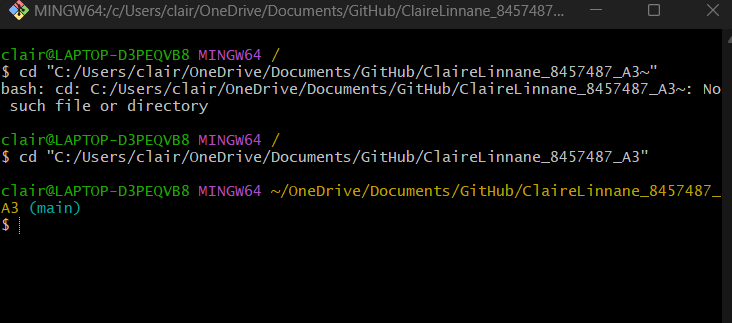 MINGW64:/c/Users/clair/OneDrive/Documents/GitHub/ClaireLinnane_8457487...
clair@LAPTOP-D3PEQVB8 MINGW64 /
$ cd "C:/Users/clair/OneDrive/Documents/GitHub/ClaireLinnane_8457487_A3~"
bash: cd: C:/Users/clair/OneDrive/Documents/GitHub/ClaireLinnane_8457487_A3~: No
 such file or directory
clair@LAPTOP-D3PEQVB8 MINGW64 /
$ cd "C:/Users/clair/OneDrive/Documents/GitHub/ClaireLinnane_8457487_A3"
clair@LAPTOP-D3PEQVB8 MINGW64 ~/OneDrive/Documents/GitHub/ClaireLinnane_8457487_
A3 (main)
$